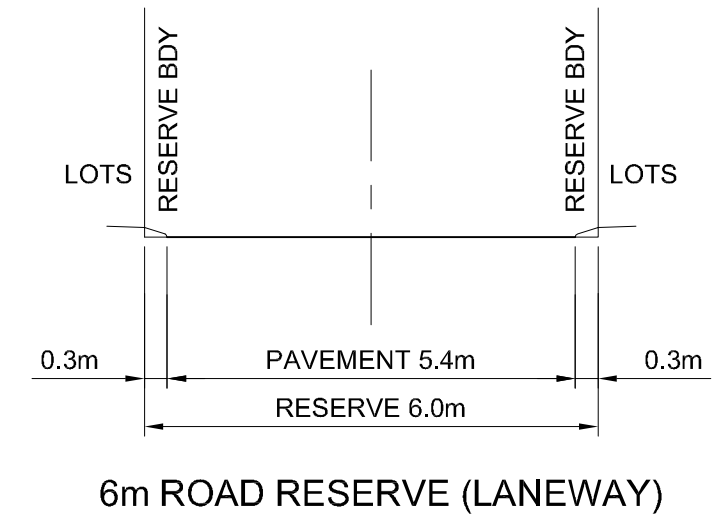 RESERVE BDY
RESERVE BDY
LOTS
LOTS
0.3m
PAVEMENT 5.4m
0.3m
RESERVE 6.0m
6m ROAD RESERVE (LANEWAY)